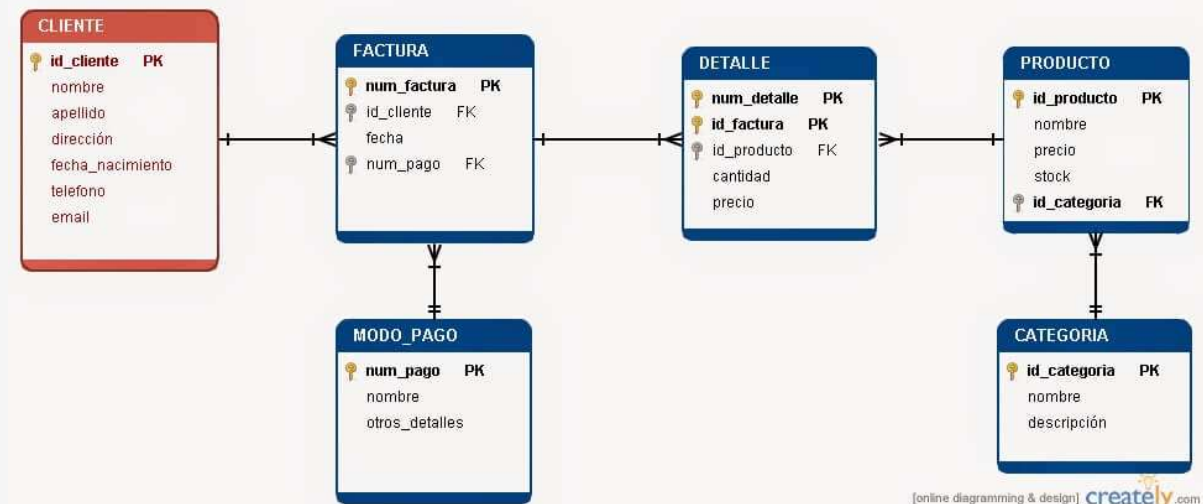 CLIENTE
id_cliente PK
nombre
apellido
dirección
fecha_nacimiento
telefono
email
FACTURA
num_factura PK
id_cliente FK
fecha
num_pago FK
DETALLE
num_detalle PK
id_factura PK
id_producto FK
cantidad
precio
PRODUCTO
id_producto PK
nombre
precio
stock
id_categoria FK
MODO_PAGO
num_pago PK
nombre
otros_detalles
CATEGORIA
id_categoria PK
nombre
descripción
[online diagramming & design] creately.com